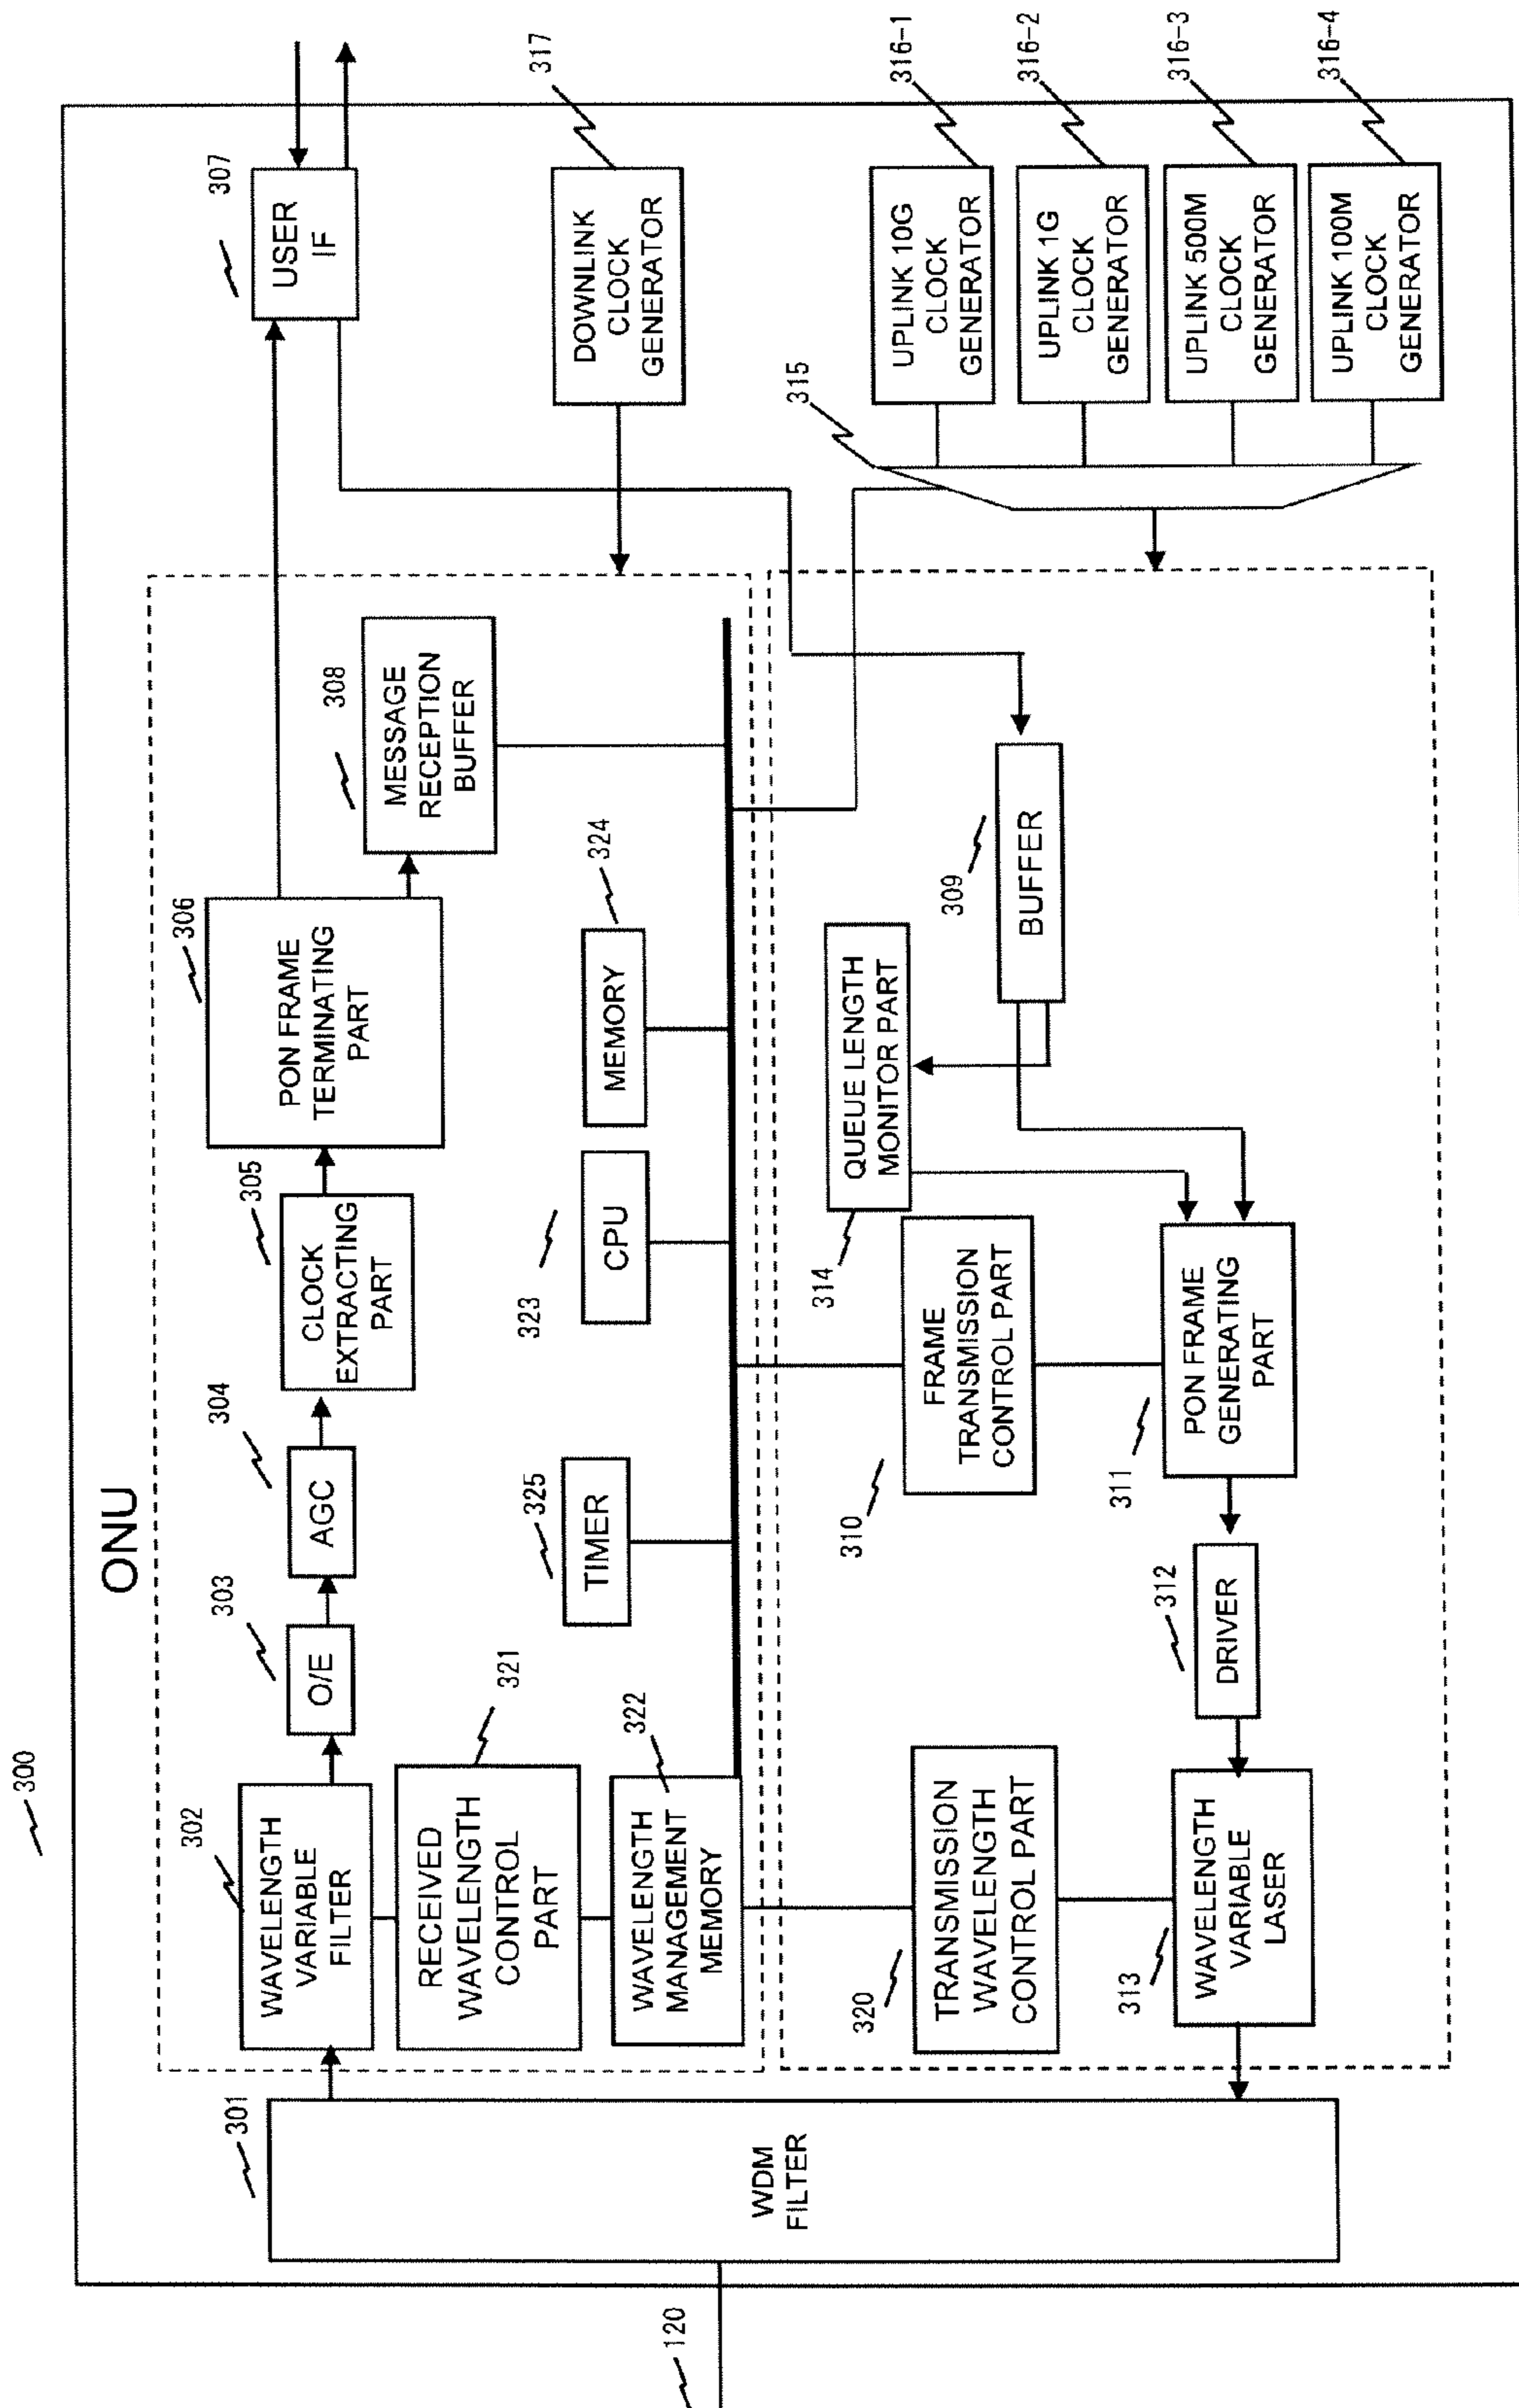 300
ONU
120
301
WDM
FILTER
302
WAVELENGTH
VARIABLE
FILTER
303
O/E
304
AGC
305
CLOCK
EXTRACTING
PART
306
PON FRAME
TERMINATING
PART
307
USER
IF
308
MESSAGE
RECEPTION
BUFFER
321
RECEIVED
WAVELENGTH
CONTROL
PART
322
WAVELENGTH
MANAGEMENT
MEMORY
325
TIMER
323
CPU
324
MEMORY
317
DOWNLINK
CLOCK
GENERATOR
315
UPLINK 10G
CLOCK
GENERATOR
316-1
UPLINK 1G
CLOCK
GENERATOR
316-2
UPLINK 500M
CLOCK
GENERATOR
316-3
UPLINK 100M
CLOCK
GENERATOR
316-4
320
TRANSMISSION
WAVELENGTH
CONTROL PART
310
FRAME
TRANSMISSION
CONTROL PART
314
QUEUE LENGTH
MONITOR PART
309
BUFFER
313
WAVELENGTH
VARIABLE
LASER
312
DRIVER
311
PON FRAME
GENERATING
PART